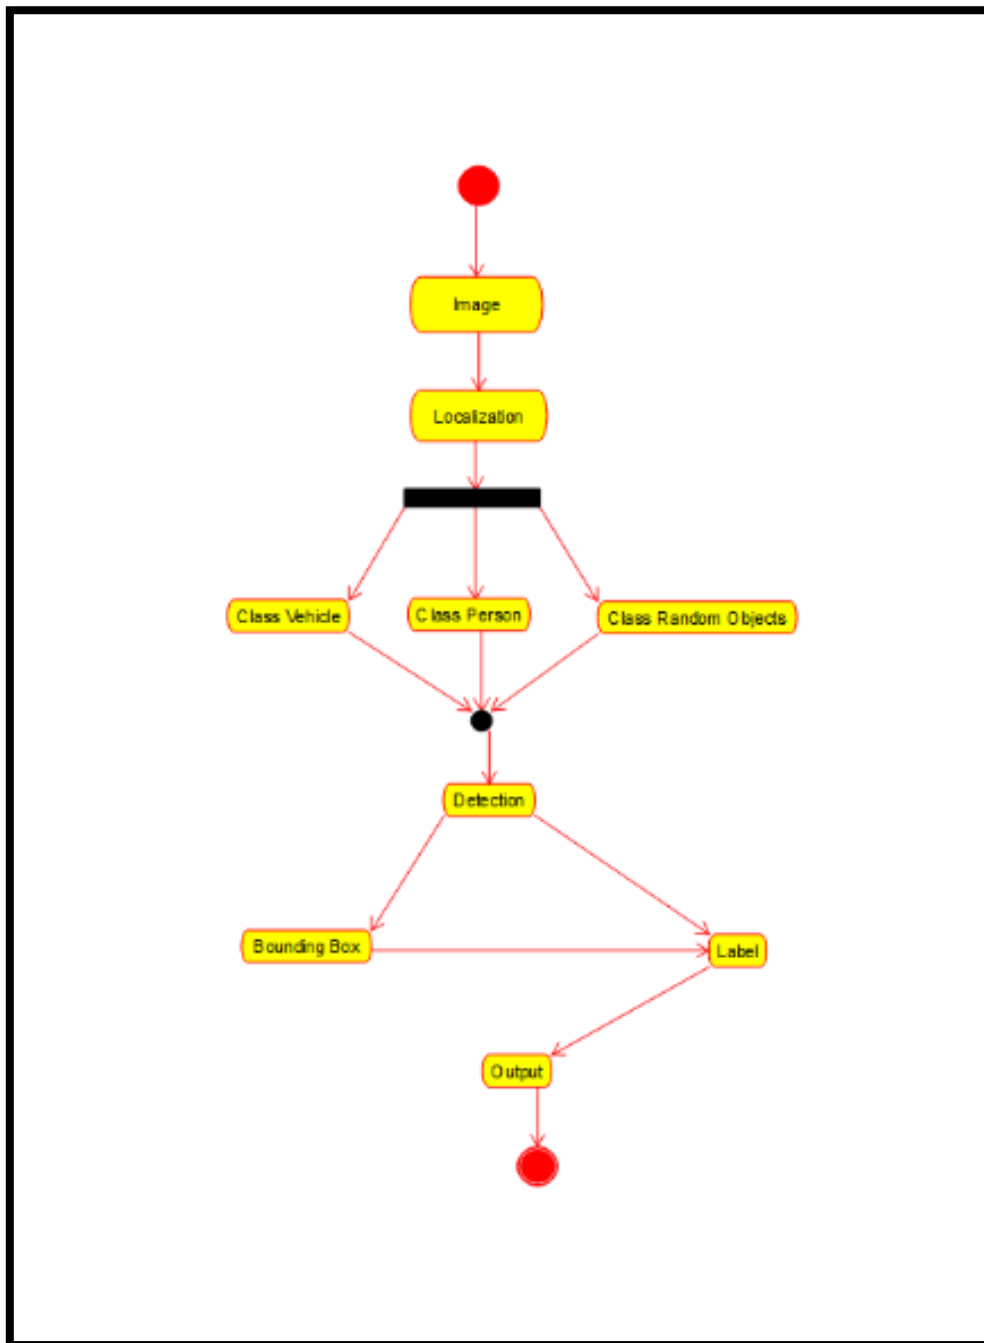 Image
Localization
Class Vehicle
Class Person
Class Random Objects
Detection
Bounding Box
Label
Output